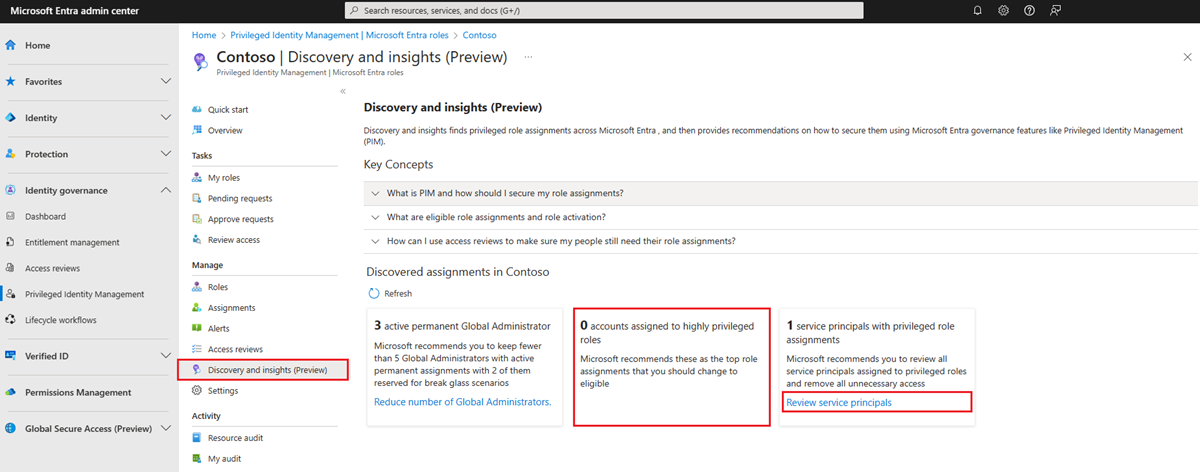 Microsoft Entra admin center
Search resources, services, and docs (G+/)
Home
Favorites
Identity
Protection
Identity governance
Dashboard
Entitlement management
Access reviews
Privileged Identity Management
Lifecycle workflows
Verified ID
Permissions Management
Global Secure Access (Preview)
Home > Privileged Identity Management | Microsoft Entra roles > Contoso
Contoso | Discovery and insights (Preview) ...
Privileged Identity Management | Microsoft Entra roles
Quick start
Overview
Tasks
My roles
Pending requests
Approve requests
Review access
Manage
Roles
Assignments
Alerts
Access reviews
Discovery and insights (Preview)
Settings
Activity
Resource audit
My audit
Discovery and insights (Preview)
Discovery and insights finds privileged role assignments across Microsoft Entra , and then provides recommendations on how to secure them using Microsoft Entra governance features like Privileged Identity Management
(PIM).
Key Concepts
What is PIM and how should I secure my role assignments?
What are eligible role assignments and role activation?
How can I use access reviews to make sure my people still need their role assignments?
Discovered assignments in Contoso
Refresh
3 active permanent Global Administrator
Microsoft recommends you to keep fewer
than 5 Global Administrators with active
permanent assignments with 2 of them
reserved for break glass scenarios
Reduce number of Global Administrators.
0 accounts assigned to highly privileged
roles
Microsoft recommends these as the top role
assignments that you should change to
eligible
1 service principals with privileged role
assignments
Microsoft recommends you to review all
service principals assigned to privileged roles
and remove all unnecessary access
Review service principals